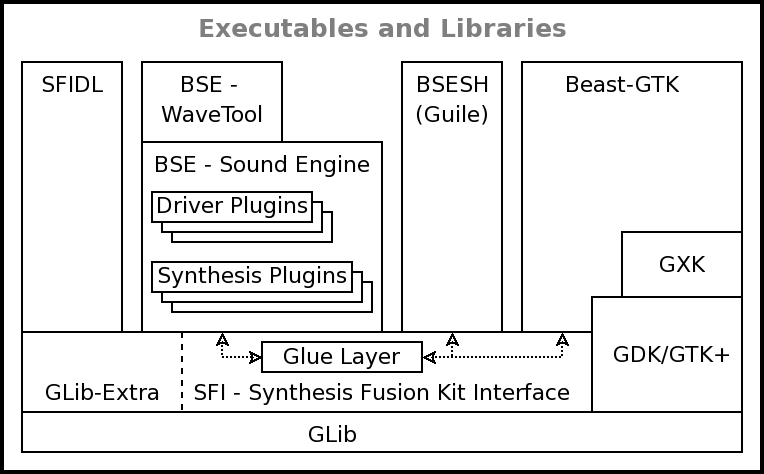 Executables and Libraries
SFIDL
BSE -
WaveTool
BSESH
(Guile)
Beast-GTK
BSE - Sound Engine
Driver Plugins
Synthesis Plugins
GXK
Glue Layer
GDK/GTK+
GLib-Extra
SFI - Synthesis Fusion Kit Interface
GLib